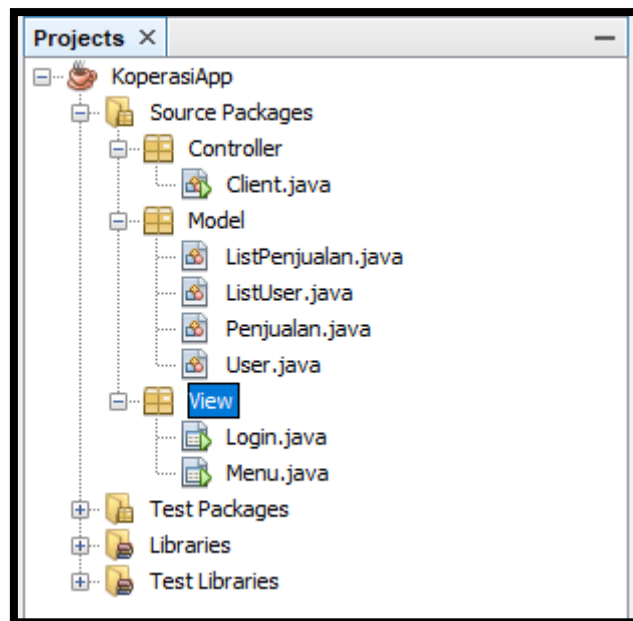 Projects
KoperasiApp
Source Packages
Controller
Client.java
Model
ListPenjualan.java
ListUser.java
Penjualan.java
User.java
View
Login.java
Menu.java
Test Packages
Libraries
Test Libraries